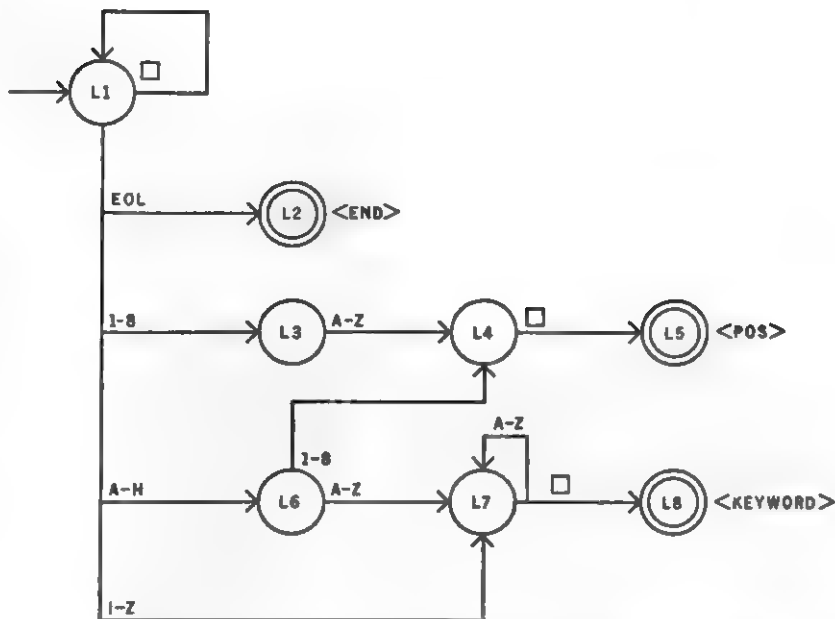 L1 □
EOL L2 <END>
1-8 L3 A-Z L4 □ L5 <POS>
A-Z
1-8
A-H L6 A-Z L7 □ L8 <KEYWORD>
I-Z